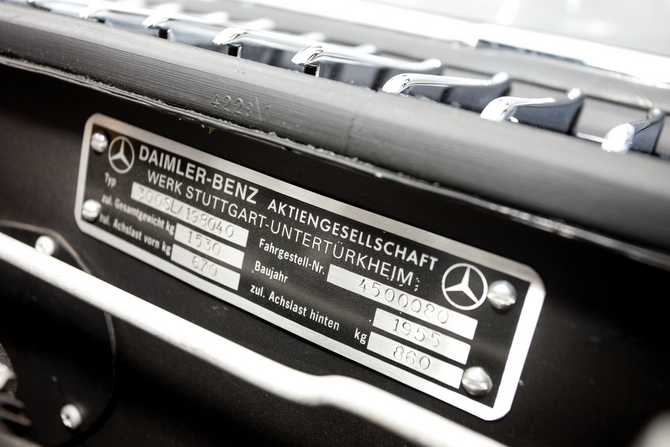 DAIMLER-BENZ AKTIENGESELLSCHAFT
WERK STUTTGART-UNTERTÜRKHEIM
Typ 300SL/198040 Fahrgestell-Nr. 4500080
zul. Gesamtgewicht kg 1530 Baujahr 1955
zul. Achslast vorn kg 670 zul. Achslast hinten kg 860